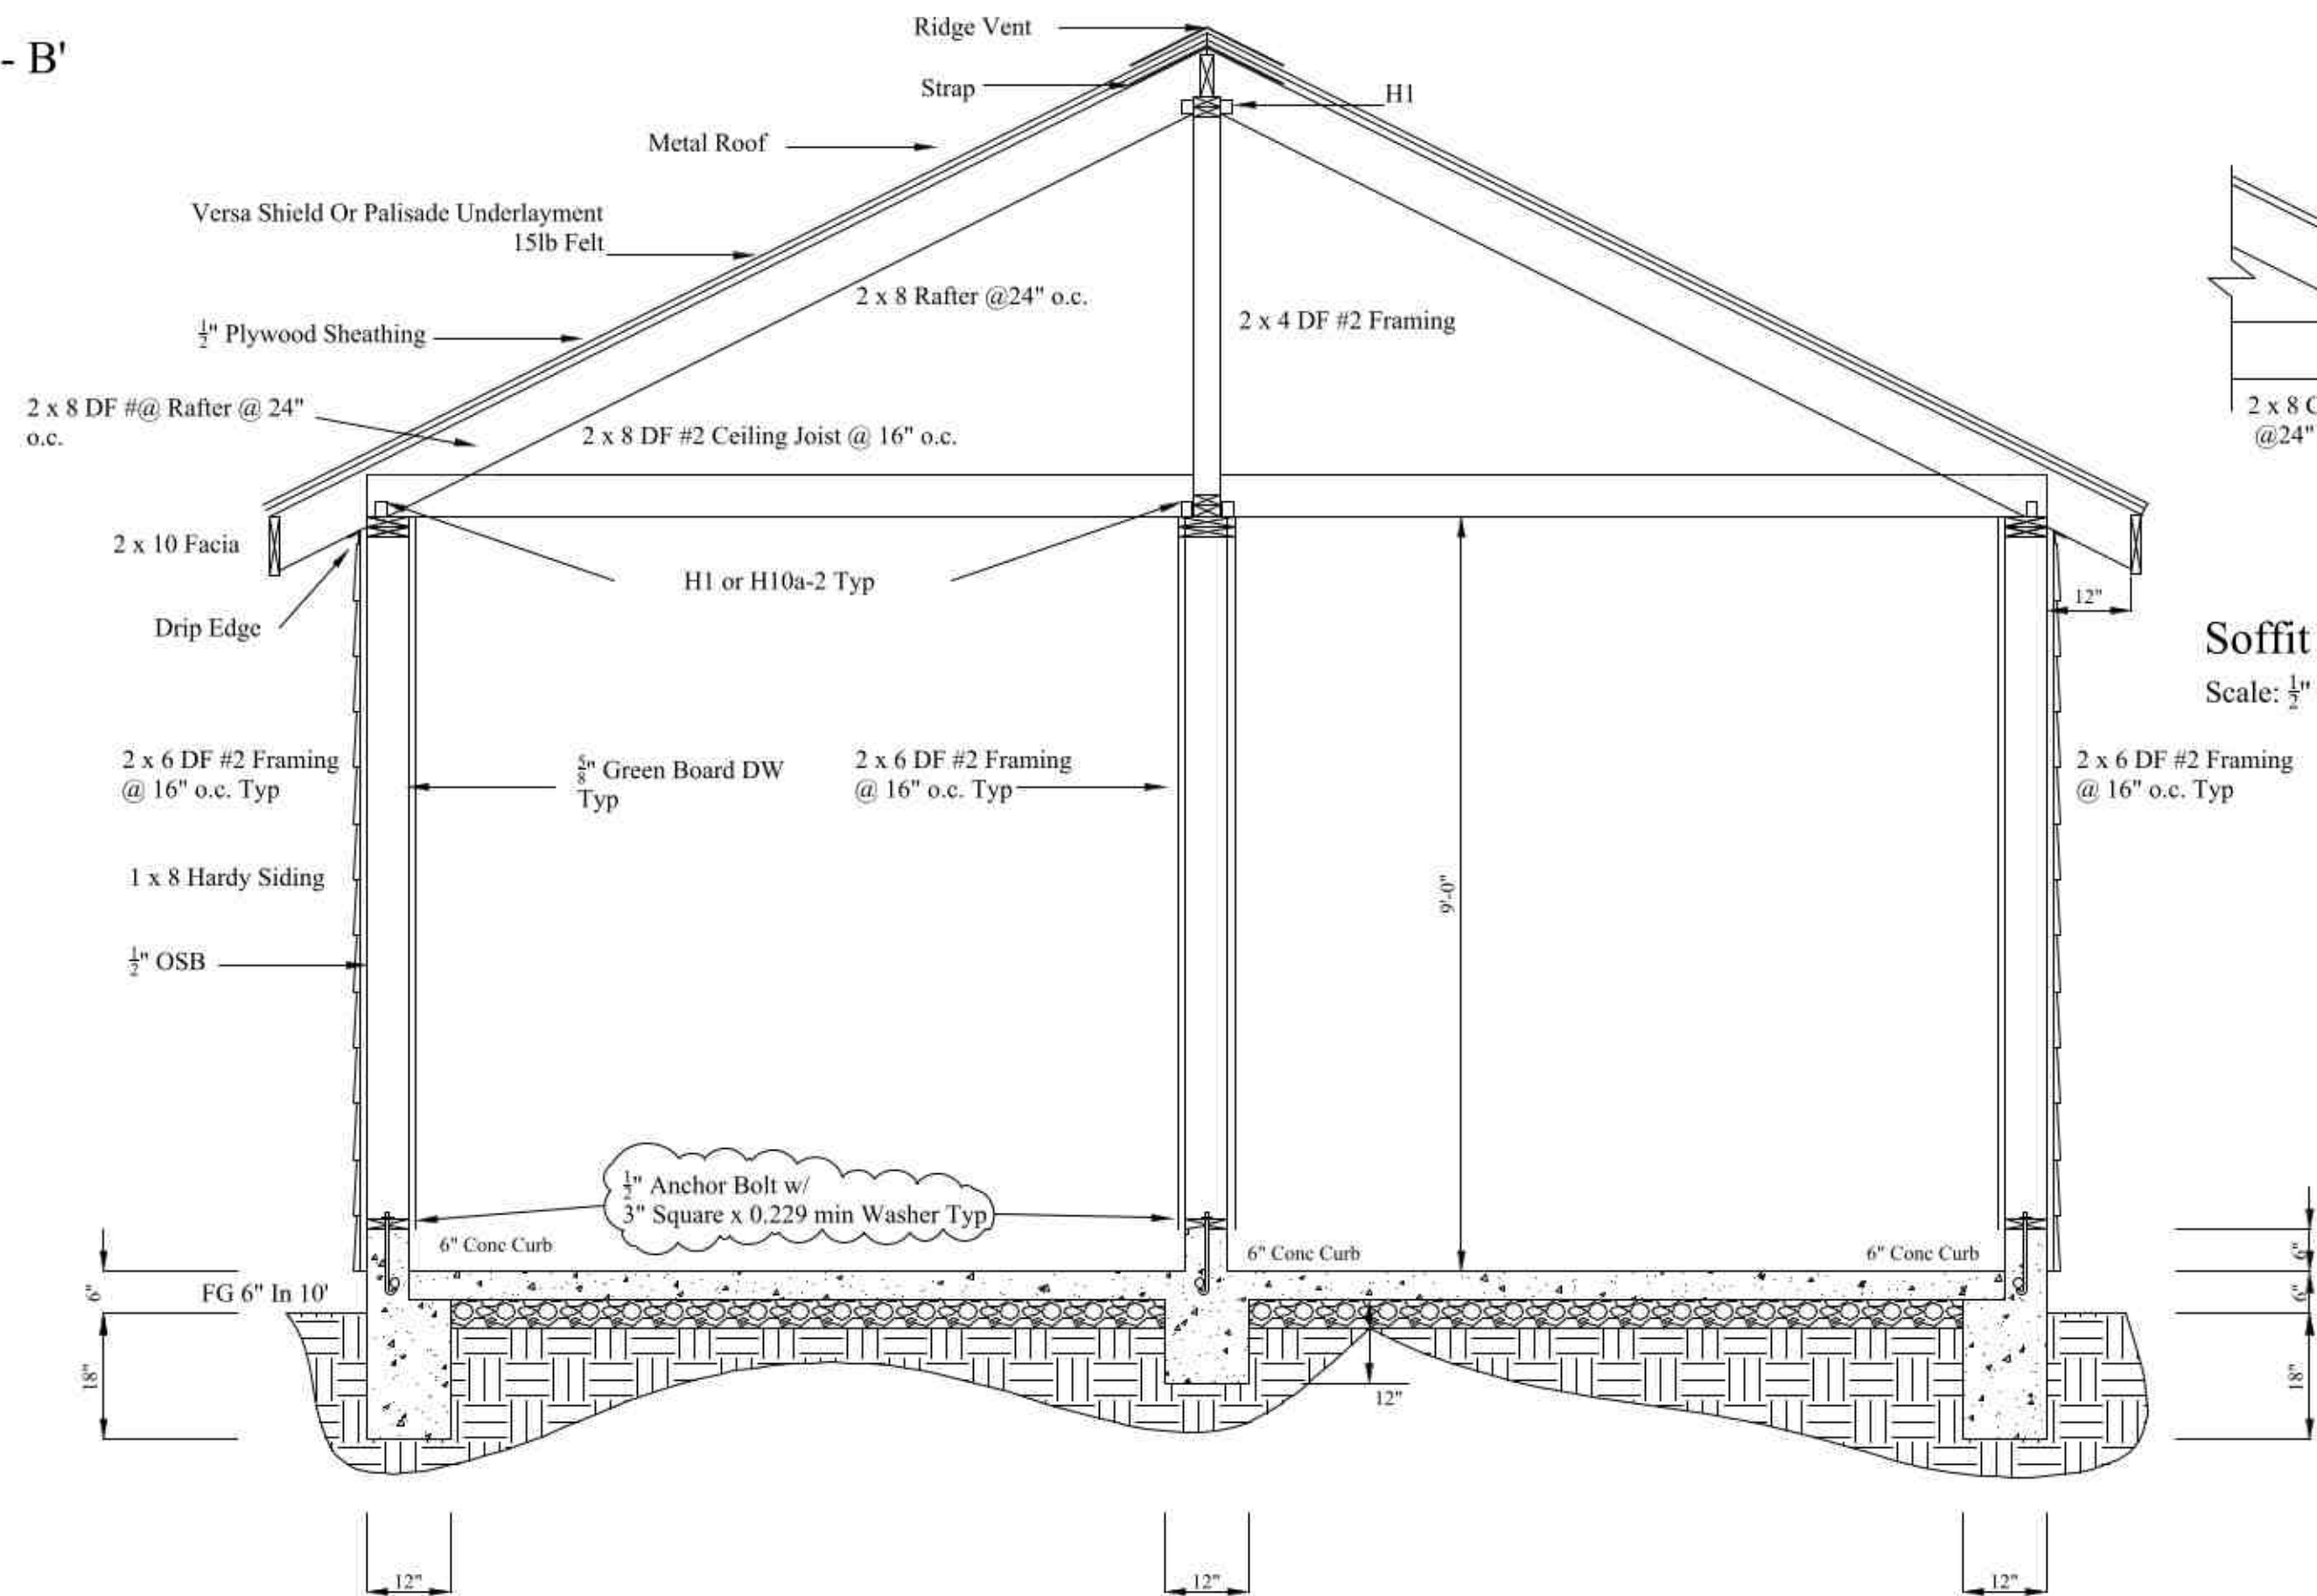 - B'
Ridge Vent
Strap
H1
Metal Roof
Versa Shield Or Palisade Underlayment
15lb Felt
2 x 8 Rafter @24" o.c.
2 x 4 DF #2 Framing
½" Plywood Sheathing
2 x 8 DF #@ Rafter @ 24"
o.c.
2 x 8 DF #2 Ceiling Joist @ 16" o.c.
2 x 8 C
@24"
2 x 10 Facia
H1 or H10a-2 Typ
Drip Edge
12"
Soffit
Scale: ½"
2 x 6 DF #2 Framing
@ 16" o.c. Typ
⅝" Green Board DW
Typ
2 x 6 DF #2 Framing
@ 16" o.c. Typ
2 x 6 DF #2 Framing
@ 16" o.c. Typ
1 x 8 Hardy Siding
9'-0"
½" OSB
½" Anchor Bolt w/
3" Square x 0.229 min Washer Typ
6" Conc Curb
6" Conc Curb
6" Conc Curb
6"
6"
FG 6" In 10'
6"
18"
12"
18"
12"
12"
12"